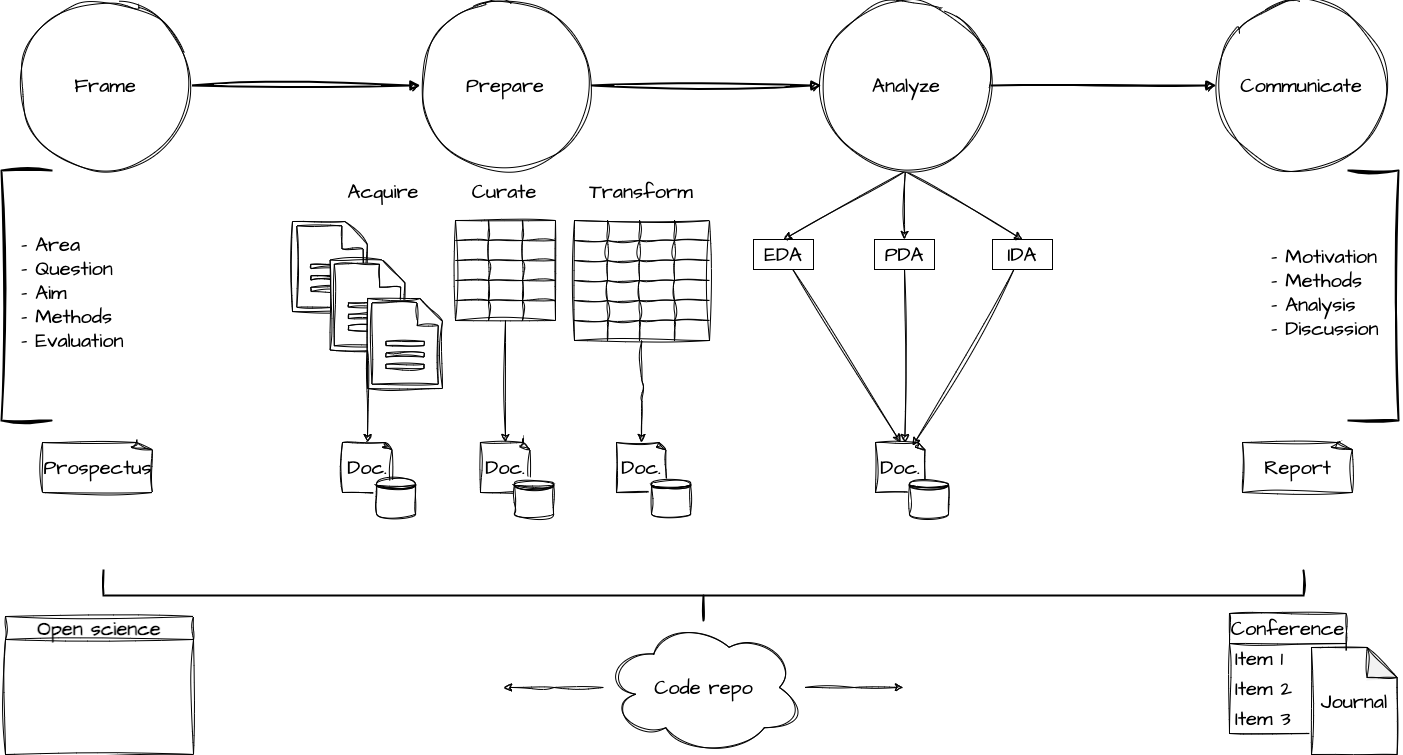 Frame
Prepare
Analyze
Communicate
Acquire
Curate
Transform
- Area
- Question
- Aim
- Methods
- Evaluation
EDA
PDA
IDA
- Motivation
- Methods
- Analysis
- Discussion
Prospectus
Doc.
Doc.
Doc.
Doc.
Report
Open science
Code repo
Conference
Item 1
Item 2
Item 3
Journal